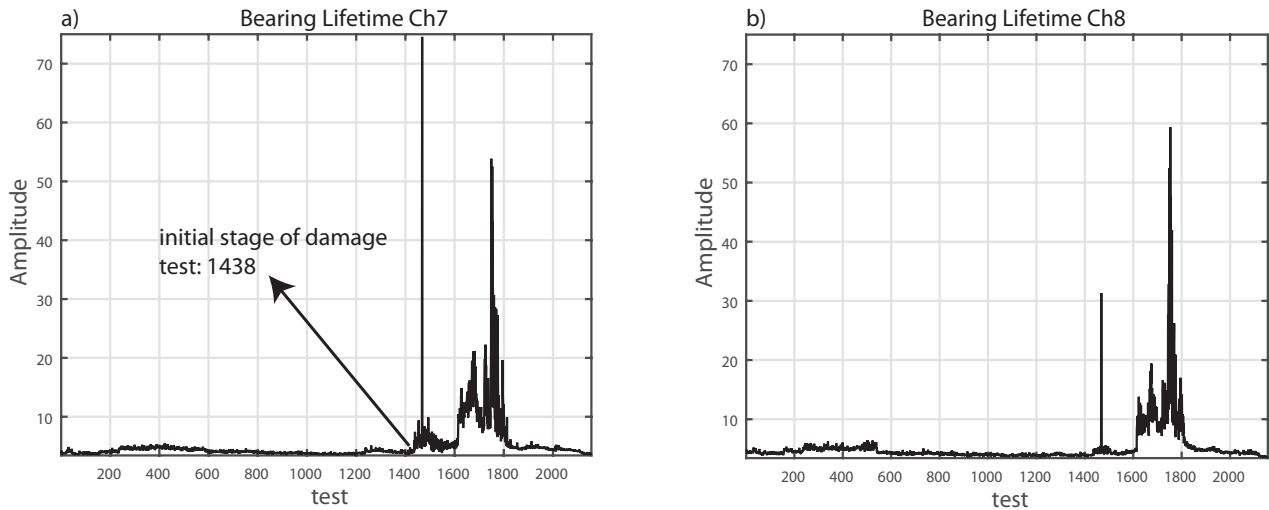 a) Bearing Lifetime Ch7
70
60
50
40
30
20
10
Amplitude
initial stage of damage
test: 1438
200 400 600 800 1000 1200 1400 1600 1800 2000
test
b) Bearing Lifetime Ch8
70
60
50
40
30
20
10
Amplitude
200 400 600 800 1000 1200 1400 1600 1800 2000
test